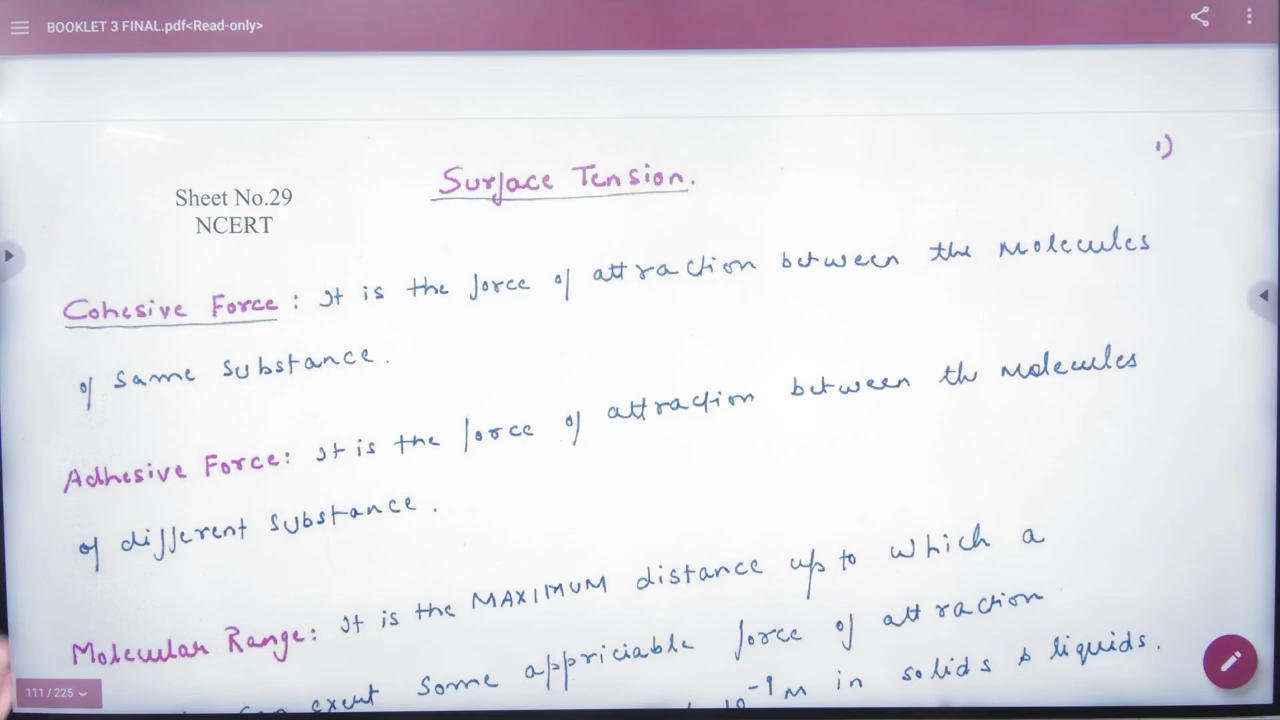 BOOKLET 3 FINAL.pdf<Read-only>
1)
Surface Tension.
Sheet No.29
NCERT
Cohesive Force : It is the force of attraction between the Molecules
of same substance.
Adhesive Force: It is the force of attraction between the Molecules
of different substance.
Molecular Range: It is the MAXIMUM distance up to which a
exent some appriciable force of attraction
10⁻⁹ M in solids & liquids.
111 / 225